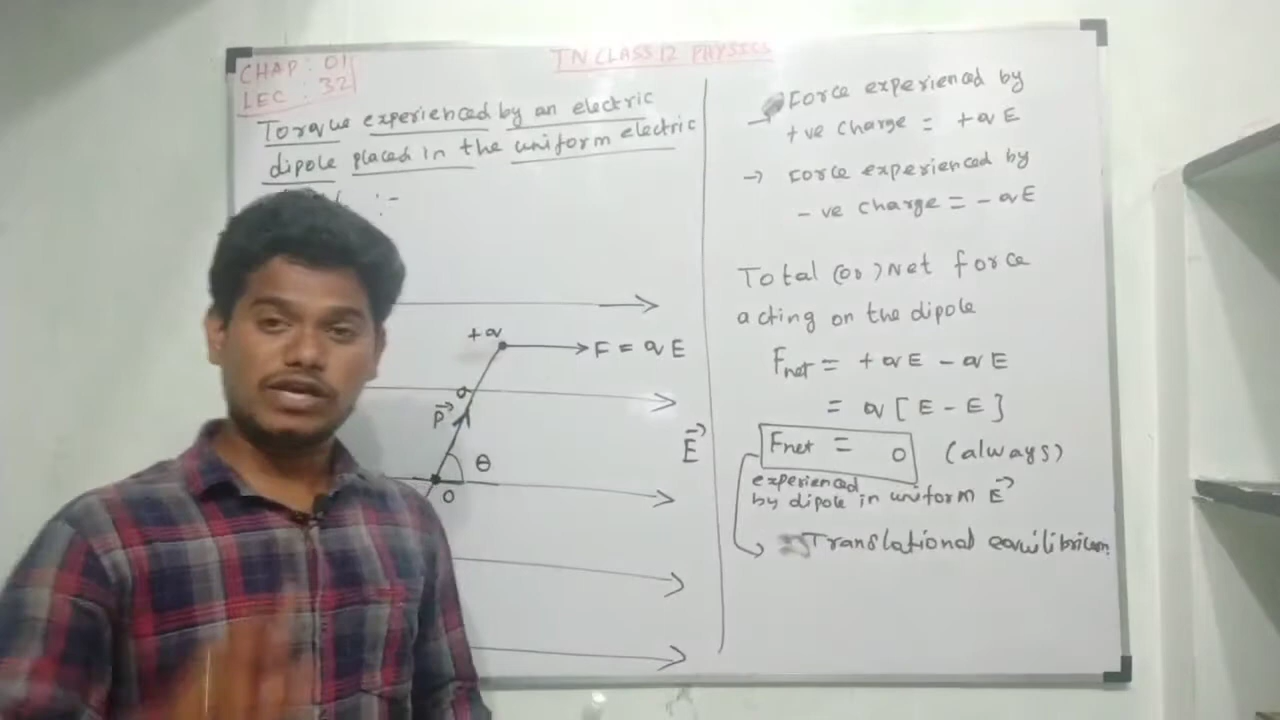 TN CLASS 12 PHYSICS
CHAP : 01
LEC : 32
Torque experienced by an electric
dipole placed in the uniform electric
:-
+q
F = qE
a
p⃗
θ
O
E⃗
→ Force experienced by
+ve charge = +qE
→ Force experienced by
-ve charge = -qE
Total (or) Net force
acting on the dipole
Fnet = +qE - qE
= q [E - E]
Fnet = 0 (always)
experienced
by dipole in uniform E⃗
Translational equilibrium